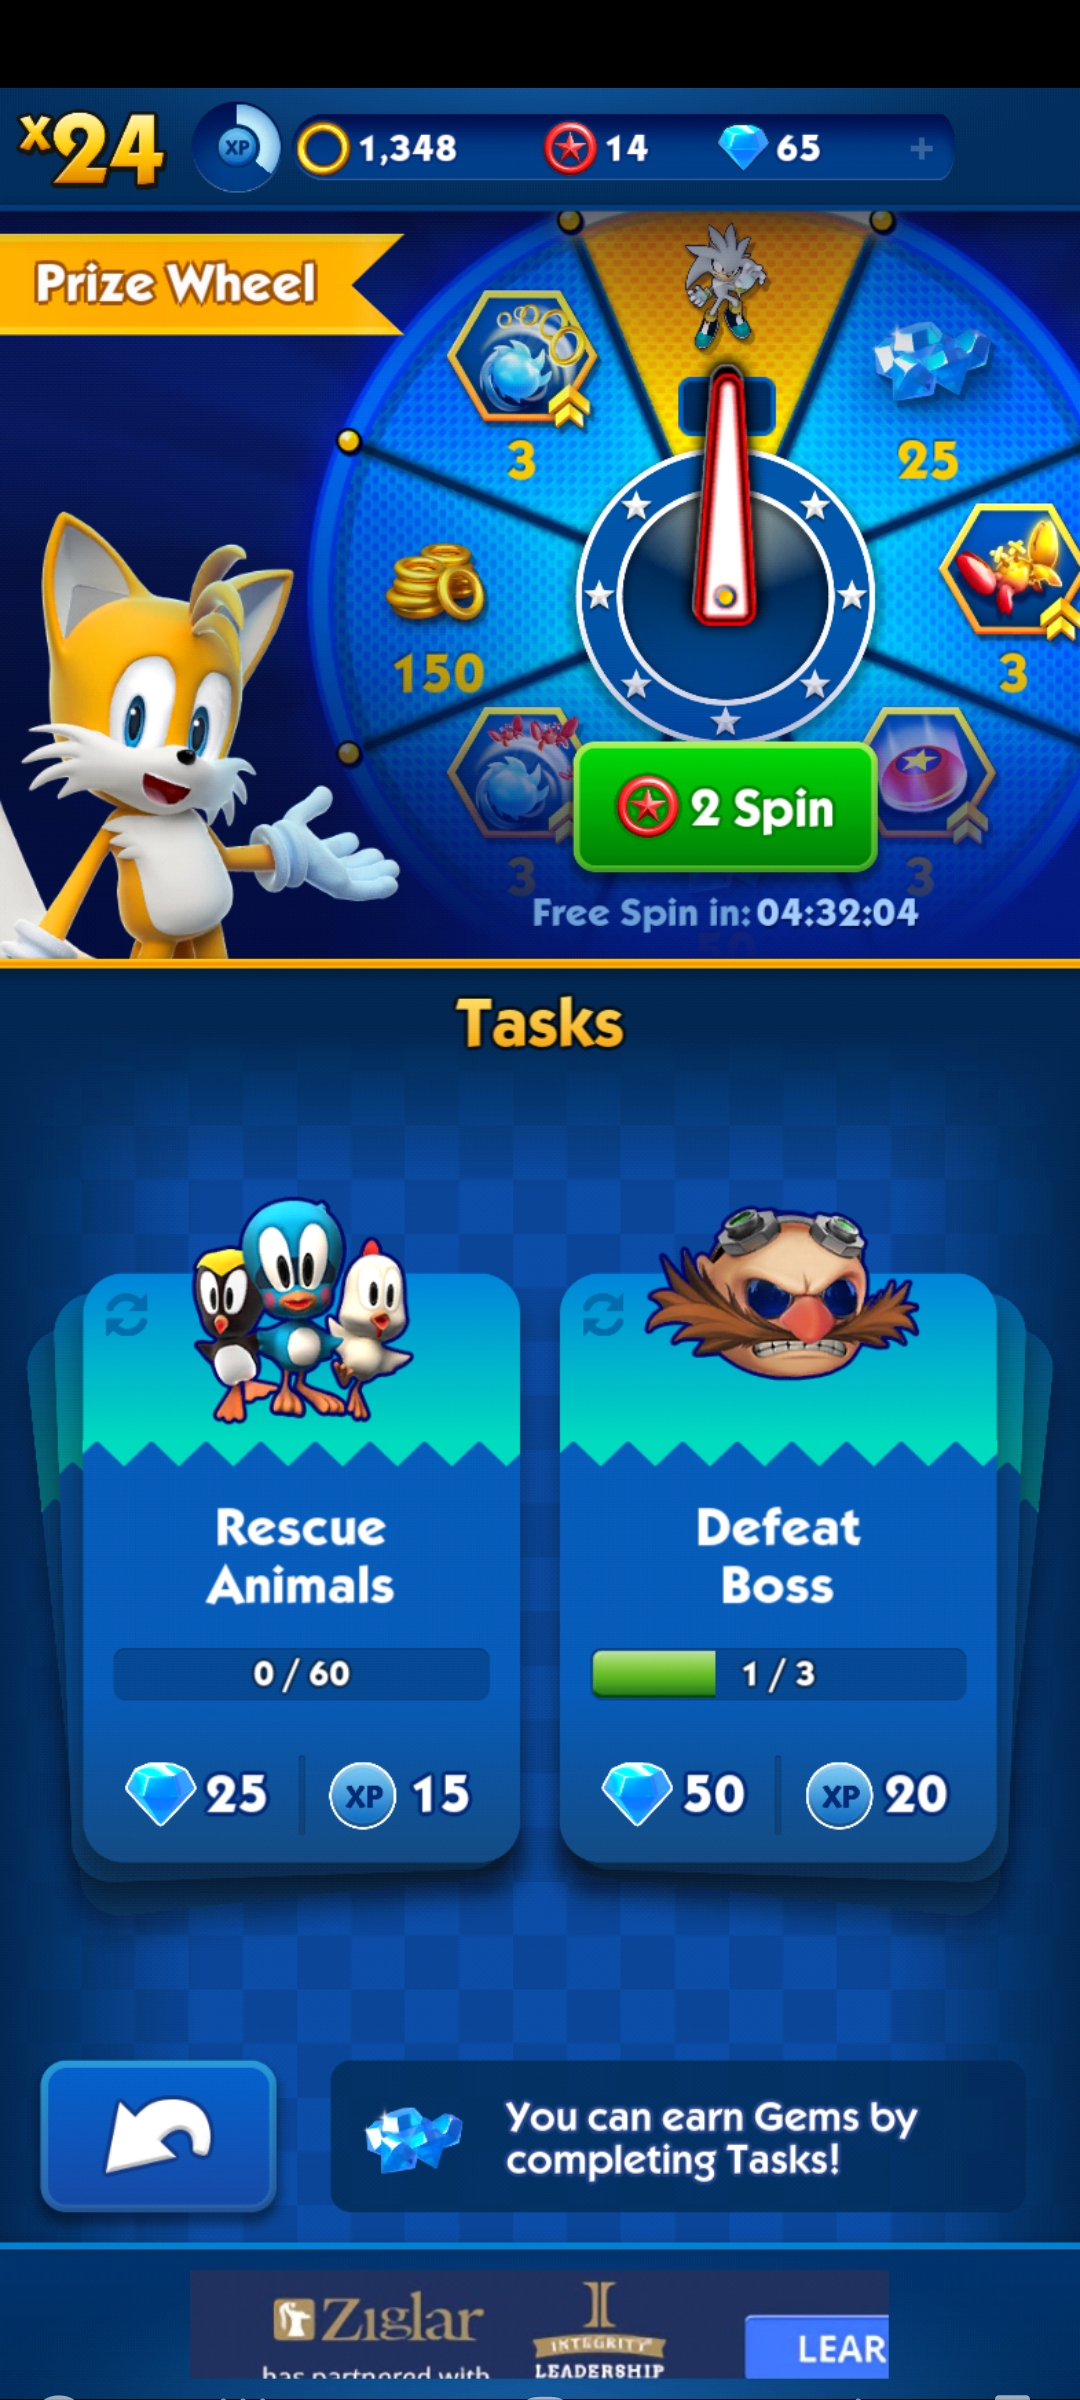 x24
XP
1,348
14
65
+
Prize Wheel
3
25
150
3
3
3
2 Spin
Free Spin in: 04:32:04
Tasks
Rescue
Animals
0 / 60
25
XP
15
Defeat
Boss
1 / 3
50
XP
20
You can earn Gems by
completing Tasks!
Ziglar
has partnered with
I
INTEGRITY
LEADERSHIP
LEAR